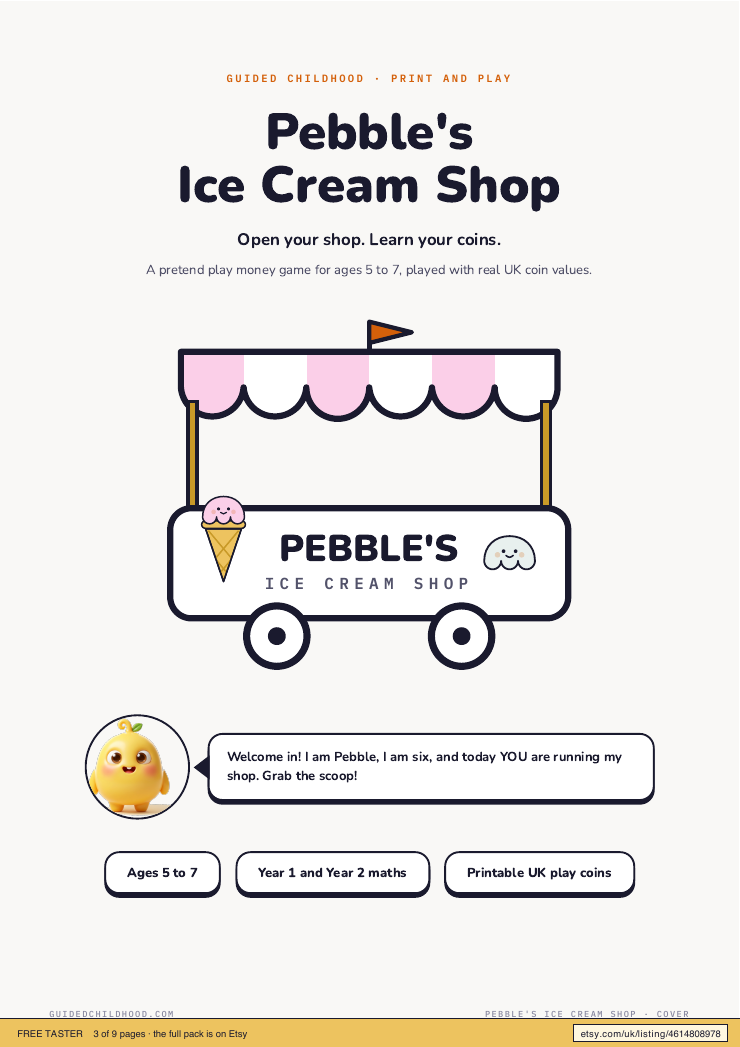 GUIDED CHILDHOOD · PRINT AND PLAY
Pebble's
Ice Cream Shop
Open your shop. Learn your coins.
A pretend play money game for ages 5 to 7, played with real UK coin values.
PEBBLE'S
ICE CREAM SHOP
Welcome in! I am Pebble, I am six, and today YOU are running my
shop. Grab the scoop!
Ages 5 to 7
Year 1 and Year 2 maths
Printable UK play coins
GUIDEDCHILDHOOD.COM
PEBBLE'S ICE CREAM SHOP · COVER
FREE TASTER 3 of 9 pages · the full pack is on Etsy
etsy.com/uk/listing/4614808978